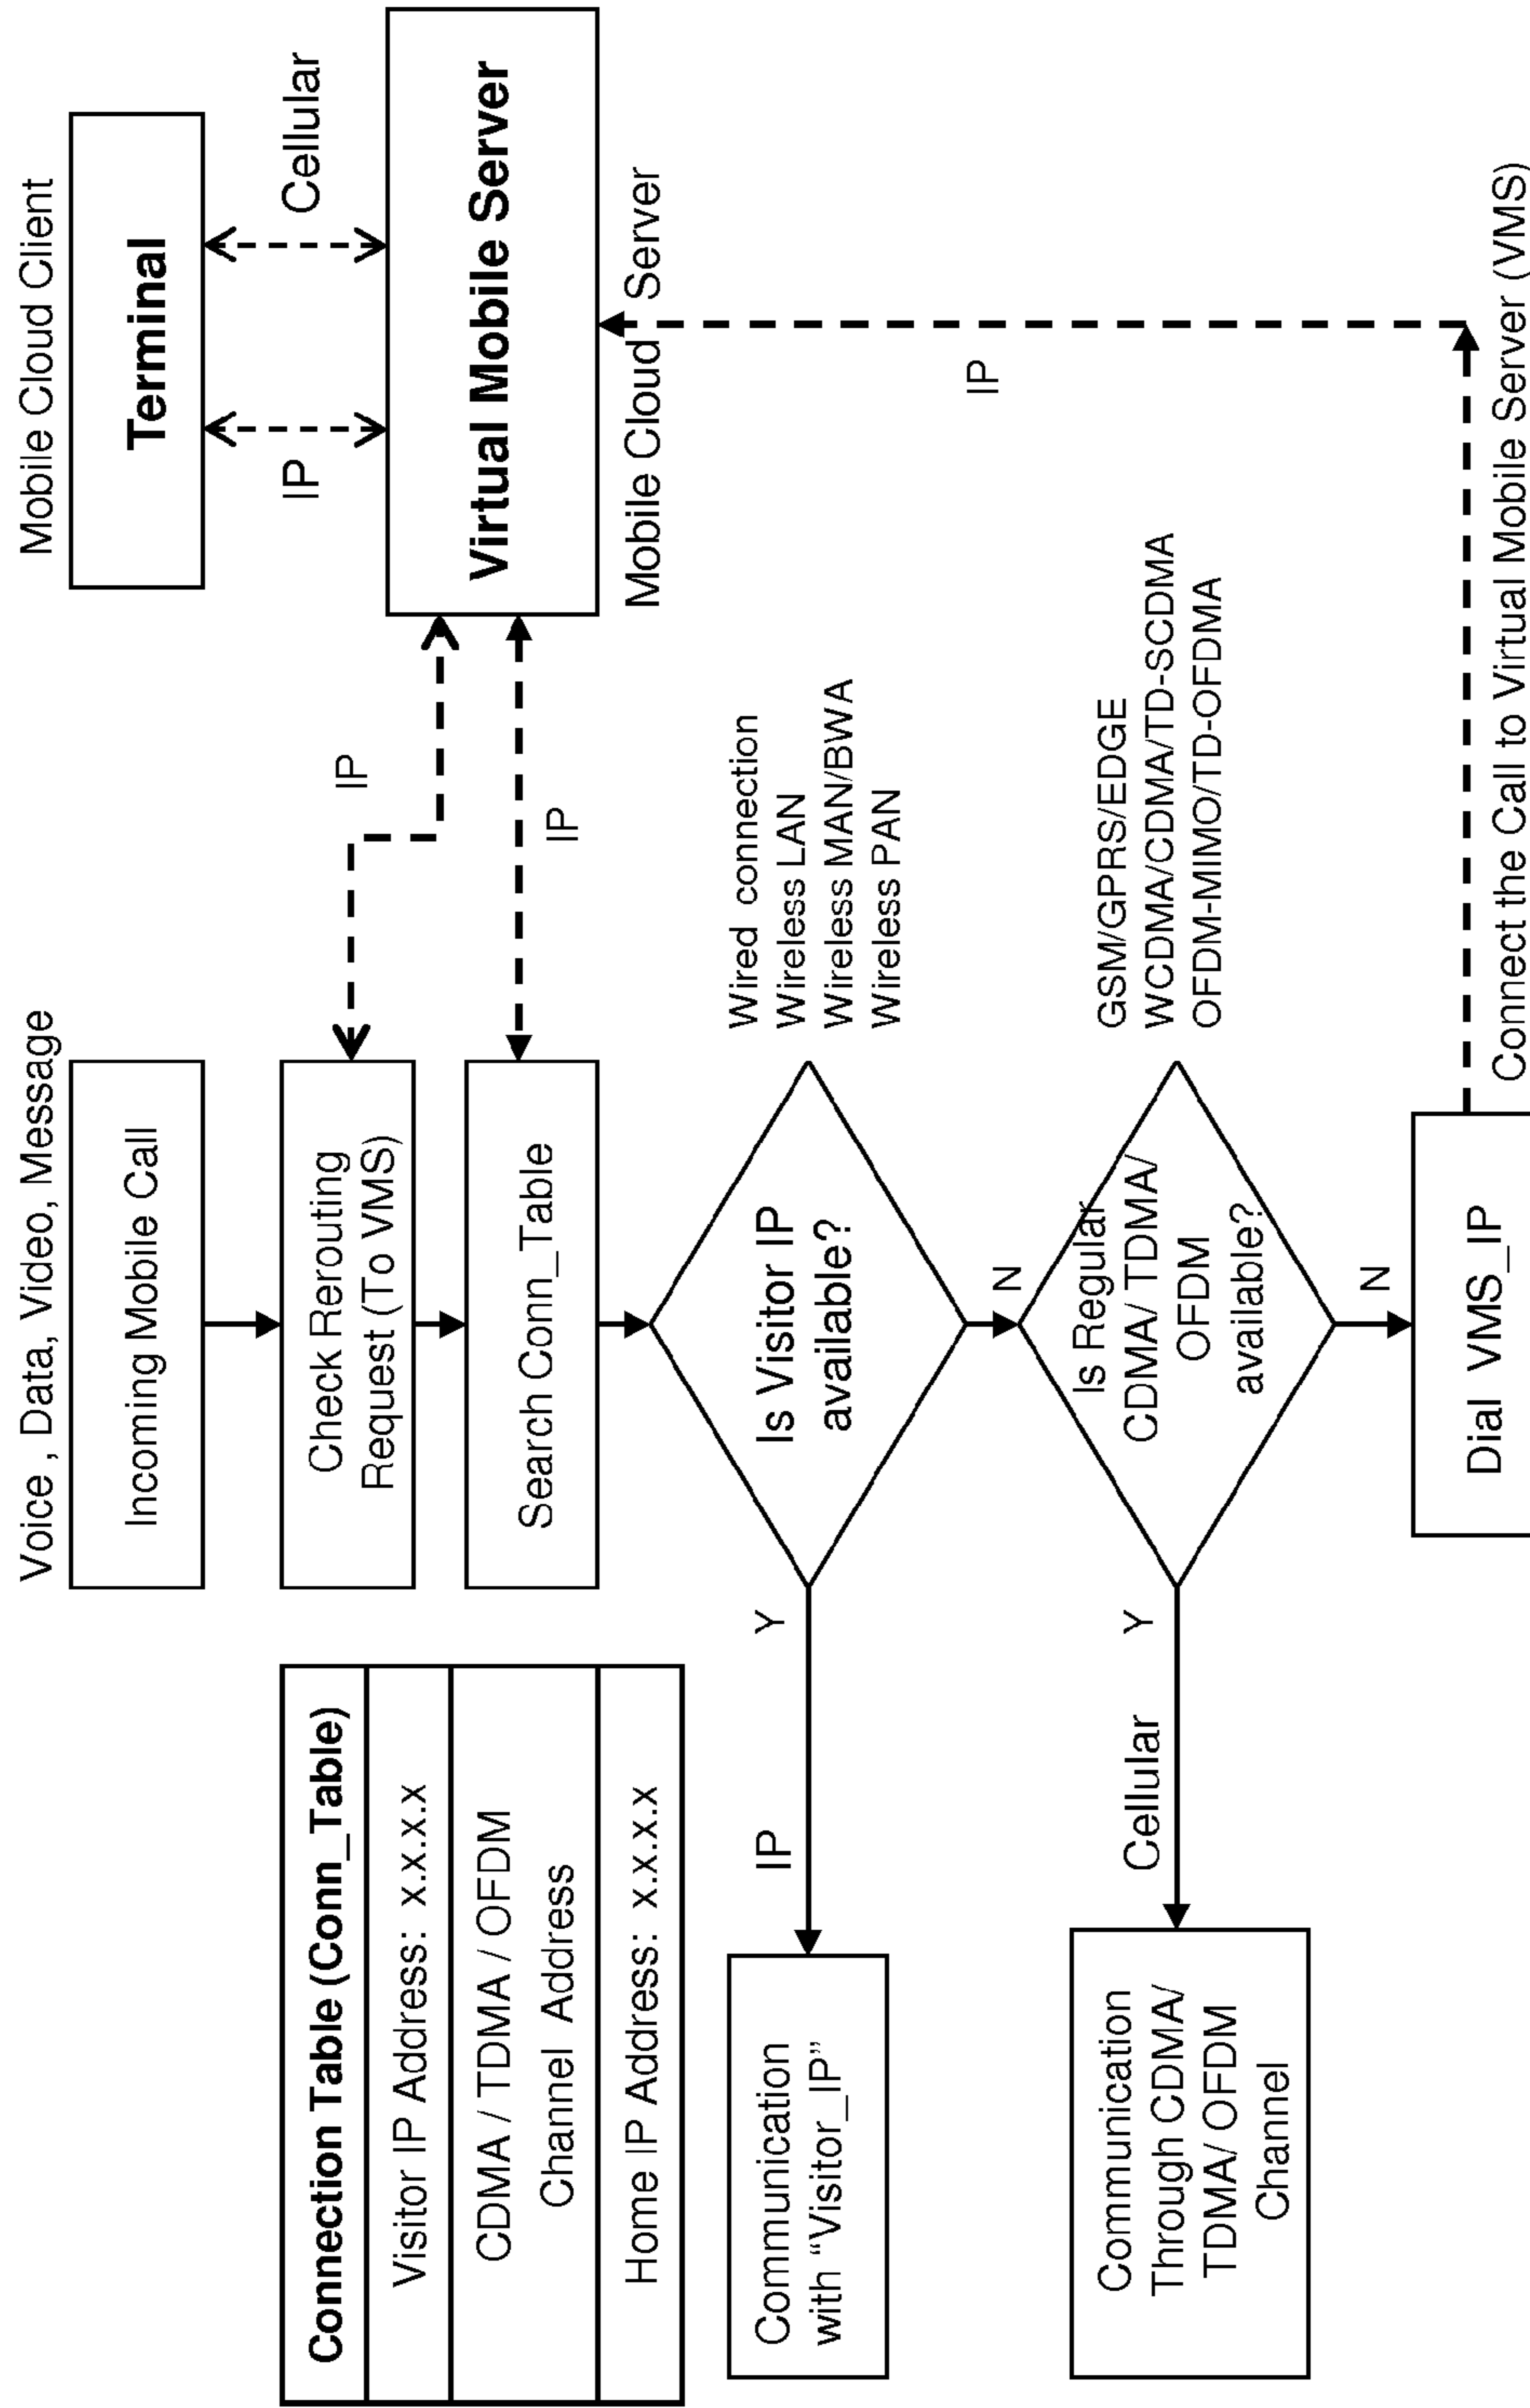 Voice , Data, Video, Message
Incoming Mobile Call
Check Rerouting
Request (To VMS)
Search Conn_Table
Connection Table (Conn_Table)
Visitor IP Address: x.x.x.x
CDMA / TDMA / OFDM
Channel Address
Home IP Address: x.x.x.x
Mobile Cloud Client
Terminal
IP
Cellular
Virtual Mobile Server
Mobile Cloud Server
IP
IP
Is Visitor IP
available?
Y
IP
Communication
with “Visitor_IP”
Wired connection
Wireless LAN
Wireless MAN/BWA
Wireless PAN
N
Is Regular
CDMA/ TDMA/
OFDM
available?
Y
Cellular
Communication
Through CDMA/
TDMA/ OFDM
Channel
GSM/GPRS/EDGE
WCDMA/CDMA/TD-SCDMA
OFDM-MIMO/TD-OFDMA
IP
N
Dial VMS_IP
Connect the Call to Virtual Mobile Server (VMS)